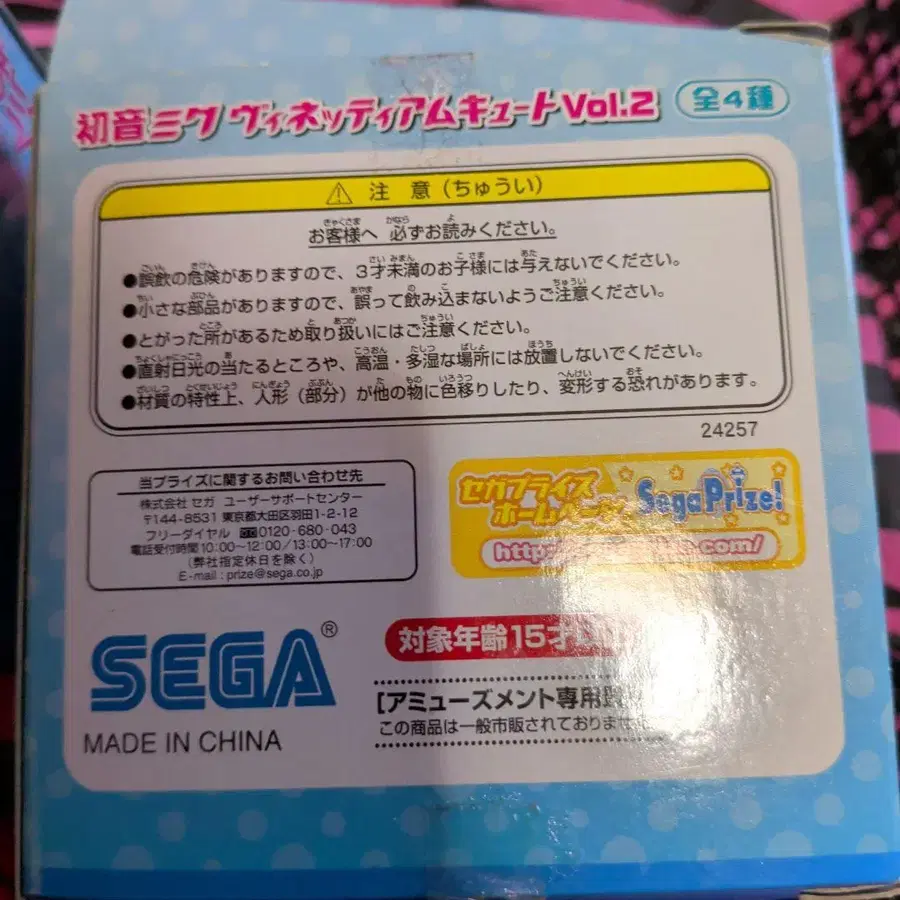 初音ミク ヴィネッティアムキュートVol.2 全4種
⚠ 注 意 (ちゅうい)
お客様へ 必ずお読みください。
●誤飲の危険がありますので、3才未満のお子様には与えないでください。
●小さな部品がありますので、誤って飲み込まないようご注意ください。
●とがった所があるため取り扱いにはご注意ください。
●直射日光の当たるところや、高温・多湿な場所には放置しないでください。
●材質の特性上、人形(部分)が他の物に色移りしたり、変形する恐れがあります。
24257
当プライズに関するお問い合わせ先
株式会社 セガ ユーザーサポートセンター
〒144-8531 東京都大田区羽田1-2-12
フリーダイヤル 0120-680-043
電話受付時間 10:00~12:00/13:00~17:00
(弊社指定休日を除く)
E-mail : prize@sega.co.jp
セガプライズ
ホームページ
SegaPrize!
http:/
.com/
SEGA®
MADE IN CHINA
対象年齢15才
[アミューズメント専用
この商品は一般市販されておりません